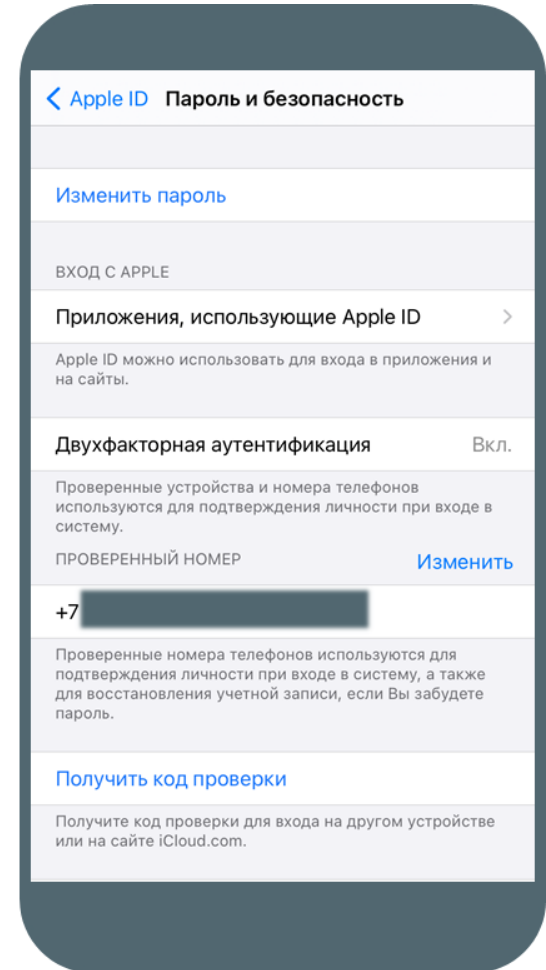 Apple ID Пароль и безопасность
Изменить пароль
ВХОД С APPLE
Приложения, использующие Apple ID
Apple ID можно использовать для входа в приложения и
на сайты.
Двухфакторная аутентификация Вкл.
Проверенные устройства и номера телефонов
используются для подтверждения личности при входе в
систему.
ПРОВЕРЕННЫЙ НОМЕР Изменить
+7
Проверенные номера телефонов используются для
подтверждения личности при входе в систему, а также
для восстановления учетной записи, если Вы забудете
пароль.
Получить код проверки
Получите код проверки для входа на другом устройстве
или на сайте iCloud.com.